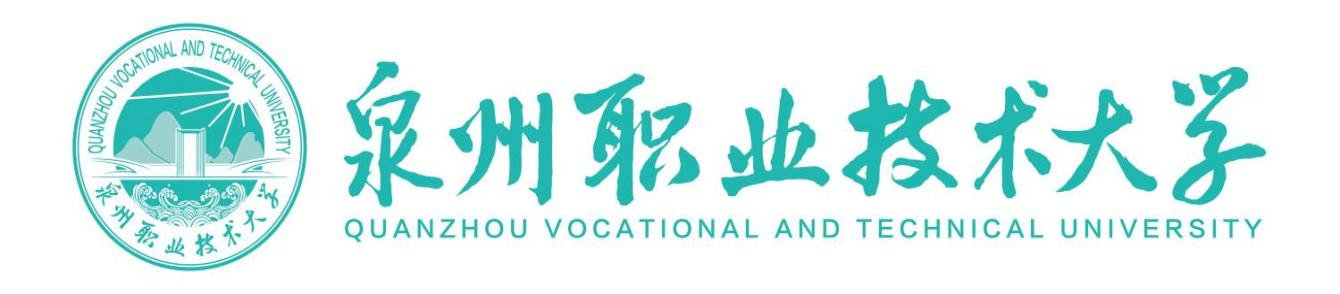 QUANZHOU VOCATIONAL AND TECHNICAL UNIVERSITY
泉州职业技术大学
泉州职业技术大学
QUANZHOU VOCATIONAL AND TECHNICAL UNIVERSITY